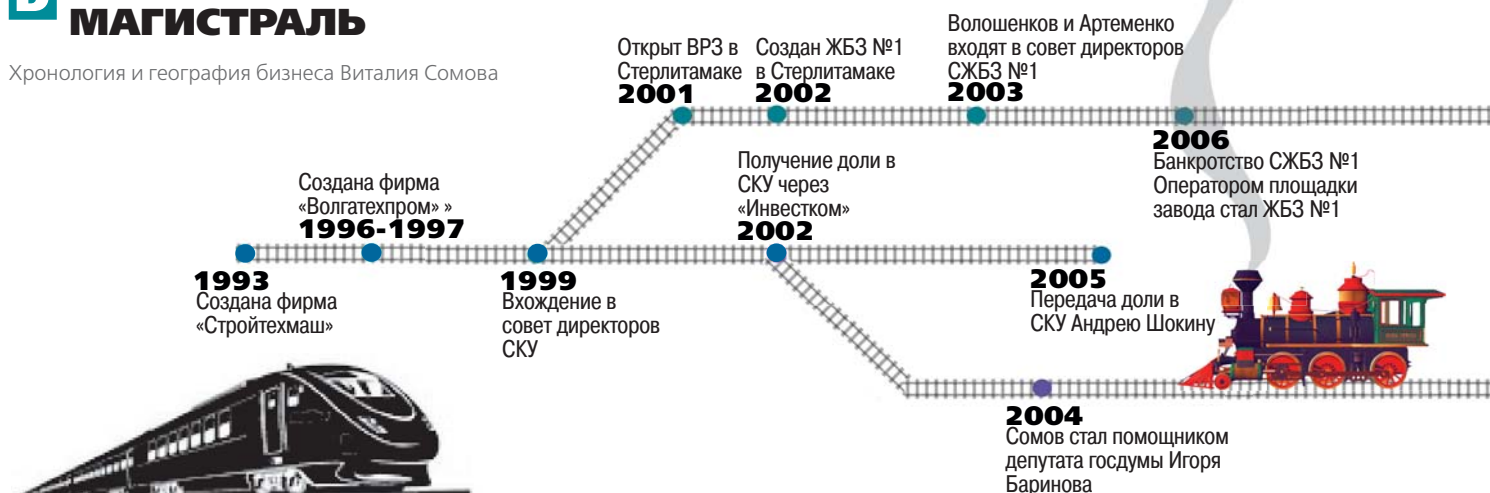 МАГИСТРАЛЬ
Хронология и география бизнеса Виталия Сомова
Открыт ВРЗ в
Стерлитамаке
2001
Создан ЖБЗ №1
в Стерлитамаке
2002
Волошенков и Артеменко
входят в совет директоров
СЖБЗ №1
2003
2006
Банкротство СЖБЗ №1
Оператором площадки
завода стал ЖБЗ №1
1993
Создана фирма
«Стройтехмаш»
Создана фирма
«Волгатехпром» »
1996-1997
1999
Вхождение в
совет директоров
СКУ
Получение доли в
СКУ через
«Инвестком»
2002
2005
Передача доли в
СКУ Андрею Шокину
2004
Сомов стал помощником
депутата госдумы Игоря
Баринова